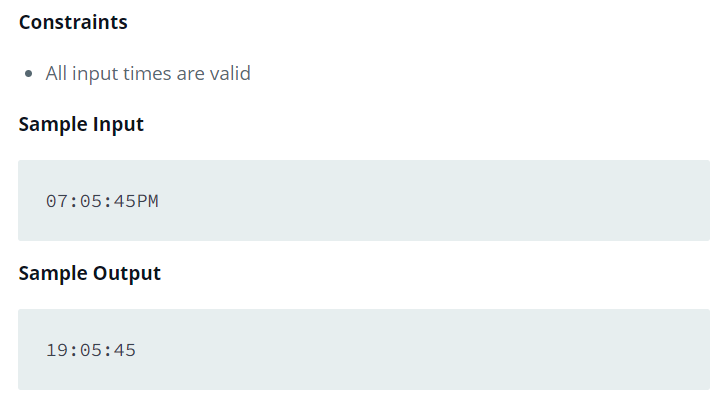 Constraints
• All input times are valid
Sample Input
07:05:45PM
Sample Output
19:05:45